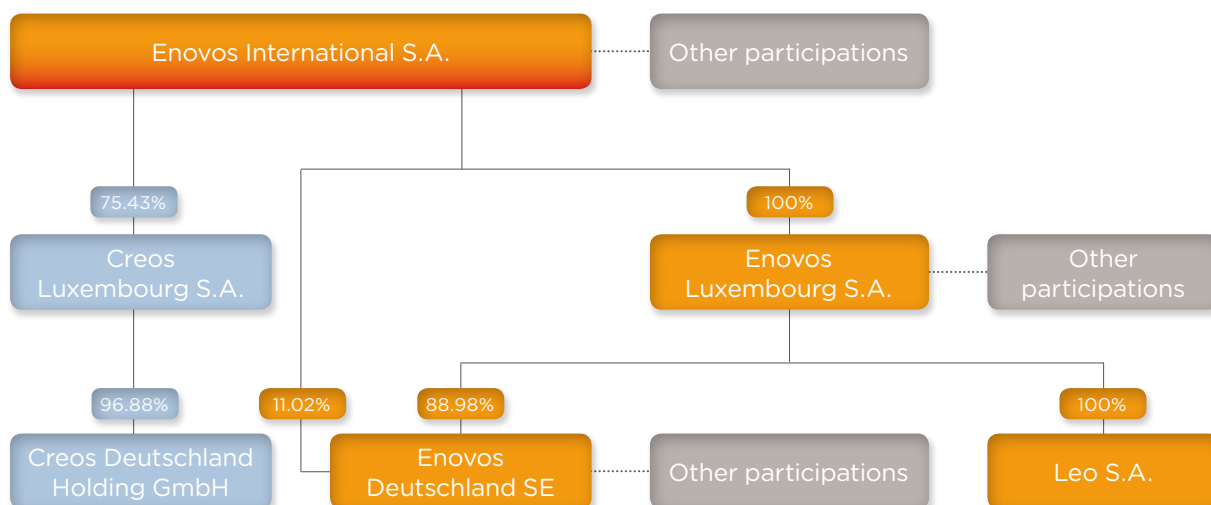 Enovos International S.A.
Other participations
75.43%
100%
Creos
Luxembourg S.A.
Enovos
Luxembourg S.A.
Other
participations
96.88%
11.02%
88.98%
100%
Creos Deutschland
Holding GmbH
Enovos
Deutschland SE
Other participations
Leo S.A.